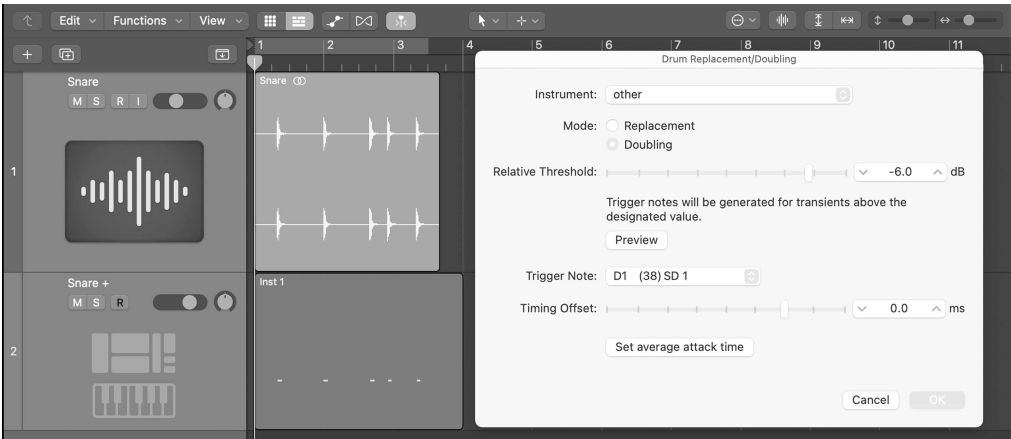 Edit Functions View
1 2 3 4 5 6 7 8 9 10 11
Drum Replacement/Doubling
Snare
M S R I
1
Snare
Instrument: other
Mode: Replacement
Doubling
Relative Threshold: -6.0 dB
Trigger notes will be generated for transients above the
designated value.
Preview
Trigger Note: D1 (38) SD 1
Timing Offset: 0.0 ms
Set average attack time
Cancel OK
Snare +
M S R
2
Inst 1